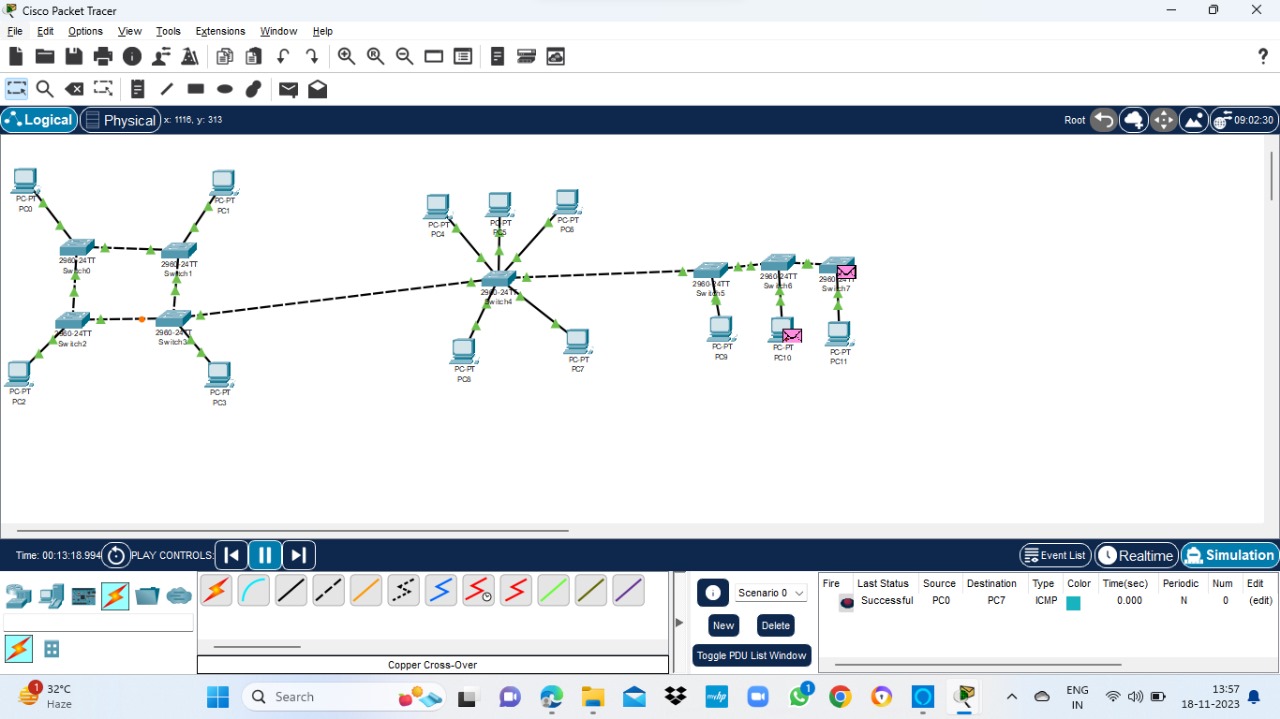 Cisco Packet Tracer
File Edit Options View Tools Extensions Window Help
Logical Physical x: 1116, y: 313 Root 09:02:30
PC-PT
PC0
PC-PT
PC1
2960-24TT
Switch0
2960-24TT
Switch1
2960-24TT
Switch2
2960-24TT
Switch3
PC-PT
PC2
PC-PT
PC3
PC-PT
PC4
PC-PT
PC5
PC-PT
PC6
2960-24TT
Switch4
PC-PT
PC8
PC-PT
PC7
2960-24TT
Switch5
2960-24TT
Switch6
2960-24TT
Switch7
PC-PT
PC9
PC-PT
PC10
PC-PT
PC11
Time: 00:13:18.994 PLAY CONTROLS: Event List Realtime Simulation
Scenario 0
New Delete
Toggle PDU List Window
Fire Last Status Source Destination Type Color Time(sec) Periodic Num Edit
Successful PC0 PC7 ICMP 0.000 N 0 (edit)
Copper Cross-Over
1 32°C
Haze
Search
myhp
1
ENG
IN
13:57
18-11-2023